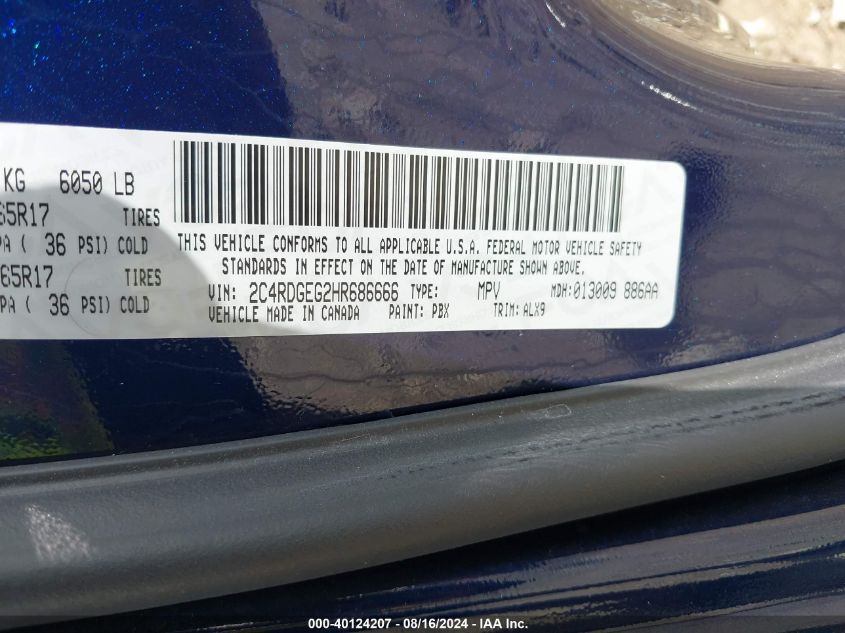 KG 6050 LB
65R17 TIRES
PA ( 36 PSI) COLD
65R17 TIRES
PA ( 36 PSI) COLD
THIS VEHICLE CONFORMS TO ALL APPLICABLE U.S.A. FEDERAL MOTOR VEHICLE SAFETY
STANDARDS IN EFFECT ON THE DATE OF MANUFACTURE SHOWN ABOVE.
VIN: 2C4RDGEG2HR686666 TYPE: MPV MDH:013009 886AA
VEHICLE MADE IN CANADA PAINT: PBX TRIM: ALX9
000-40124207 - 08/16/2024 - IAA Inc.